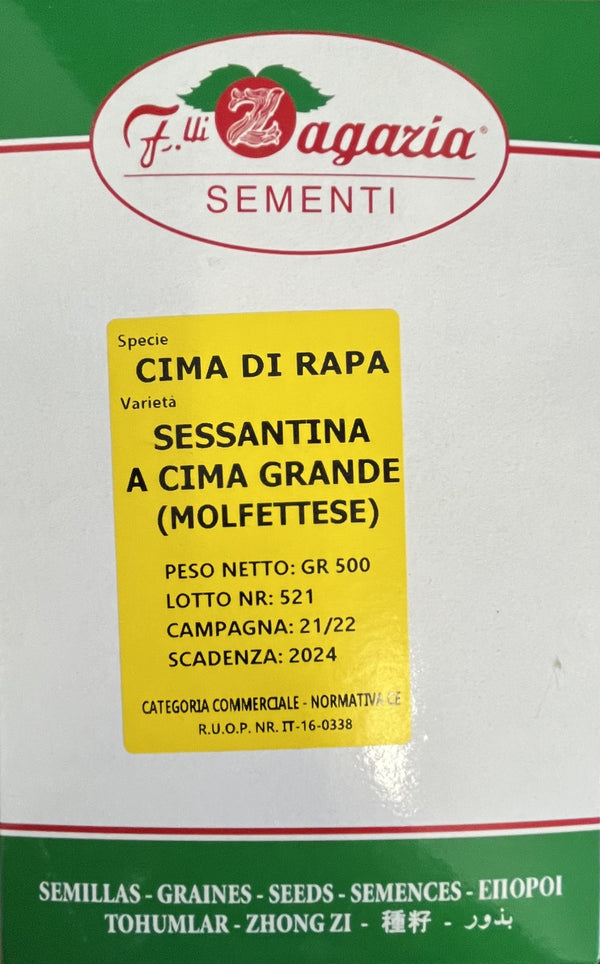 F.lli Zagaria®
SEMENTI
Specie
CIMA DI RAPA
Varietà
SESSANTINA
A CIMA GRANDE
(MOLFETTESE)
PESO NETTO: GR 500
LOTTO NR: 521
CAMPAGNA: 21/22
SCADENZA: 2024
CATEGORIA COMMERCIALE - NORMATIVA CE
R.U.O.P. NR. IT-16-0338
SEMILLAS - GRAINES - SEEDS - SEMENCES - ΕΠΟΡΟΙ
TOHUMLAR - ZHONG ZI - 種籽 - بذور